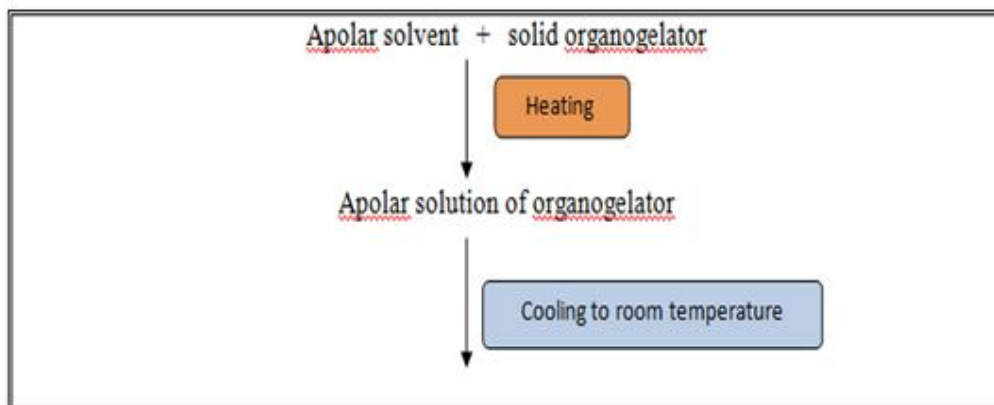 Apolar solvent + solid organogelator
Heating
Apolar solution of organogelator
Cooling to room temperature